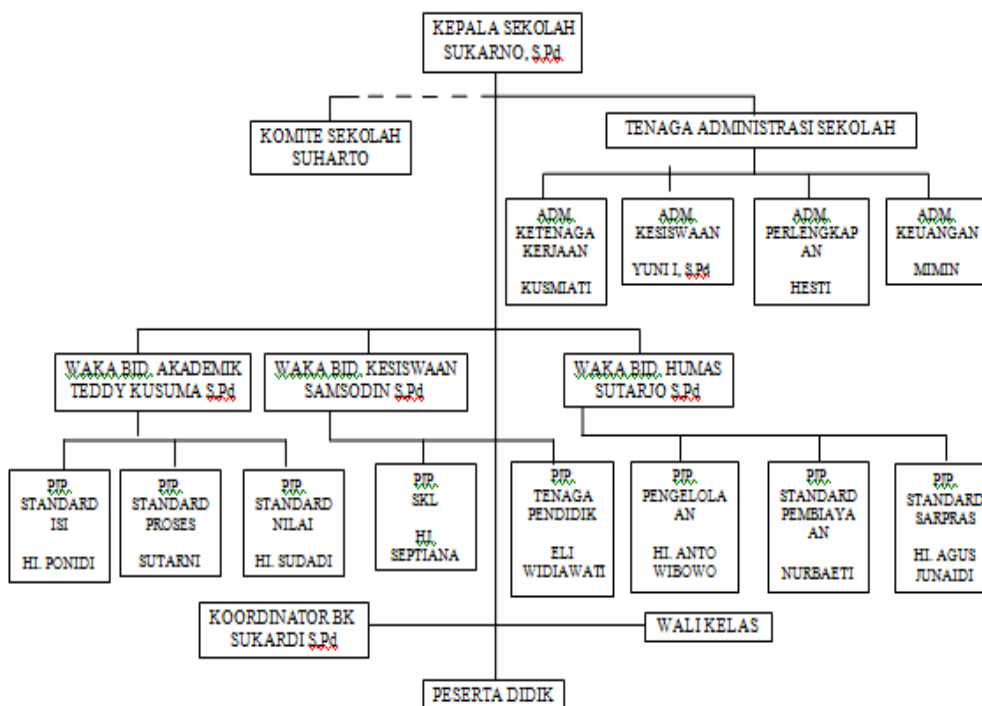 KEPALA SEKOLAH
SUKARNO, S.Pd
KOMITE SEKOLAH
SUHARTO
TENAGA ADMINISTRASI SEKOLAH
ADM.
KETENAGA
KERJAAN
KUSMIATI
ADM.
KESISWAAN
YUNI I, S.Pd
ADM.
PERLENGKAP
AN
HESTI
ADM.
KEUANGAN
MIMIN
WAKA BID. AKADEMIK
TEDDY KUSUMA S.Pd
WAKA BID. KESISWAAN
SAMSODIN S.Pd
WAKA BID. HUMAS
SUTARJO S.Pd
PJP.
STANDARD
ISI
HI. PONIDI
PJP.
STANDARD
PROSES
SUTARNI
PJP.
STANDARD
NILAI
HI. SUDADI
PJP.
SKL
HJ.
SEPTIANA
PJP.
TENAGA
PENDIDIK
ELI
WIDIAWATI
PJP.
PENGELOLA
AN
HI. ANTO
WIBOWO
PJP.
STANDARD
PEMBIAYA
AN
NURBAETI
PJP.
STANDARD
SARPRAS
HI. AGUS
JUNAIDI
KOORDINATOR BK
SUKARDI S.Pd
WALI KELAS
PESERTA DIDIK